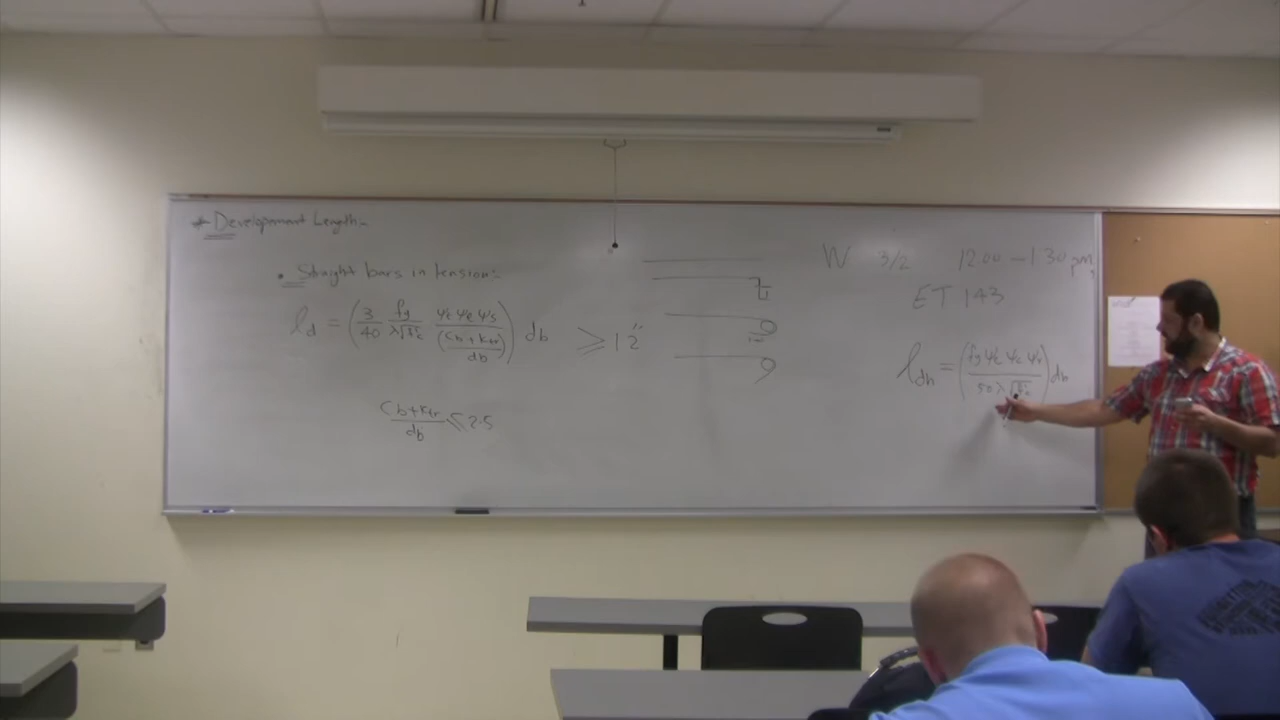 * Development Length:-
• Straight bars in tension:-
ld = (3/40 fy/λ√f'c ψt ψe ψs/((cb+Ktr)/db)) db ≥ 12"
(cb+Ktr)/db ≤ 2.5
W 3/2 12:00 - 1:30 pm,
ET 143
ldh = (fy ψe ψc ψr/50λ√f'c) db